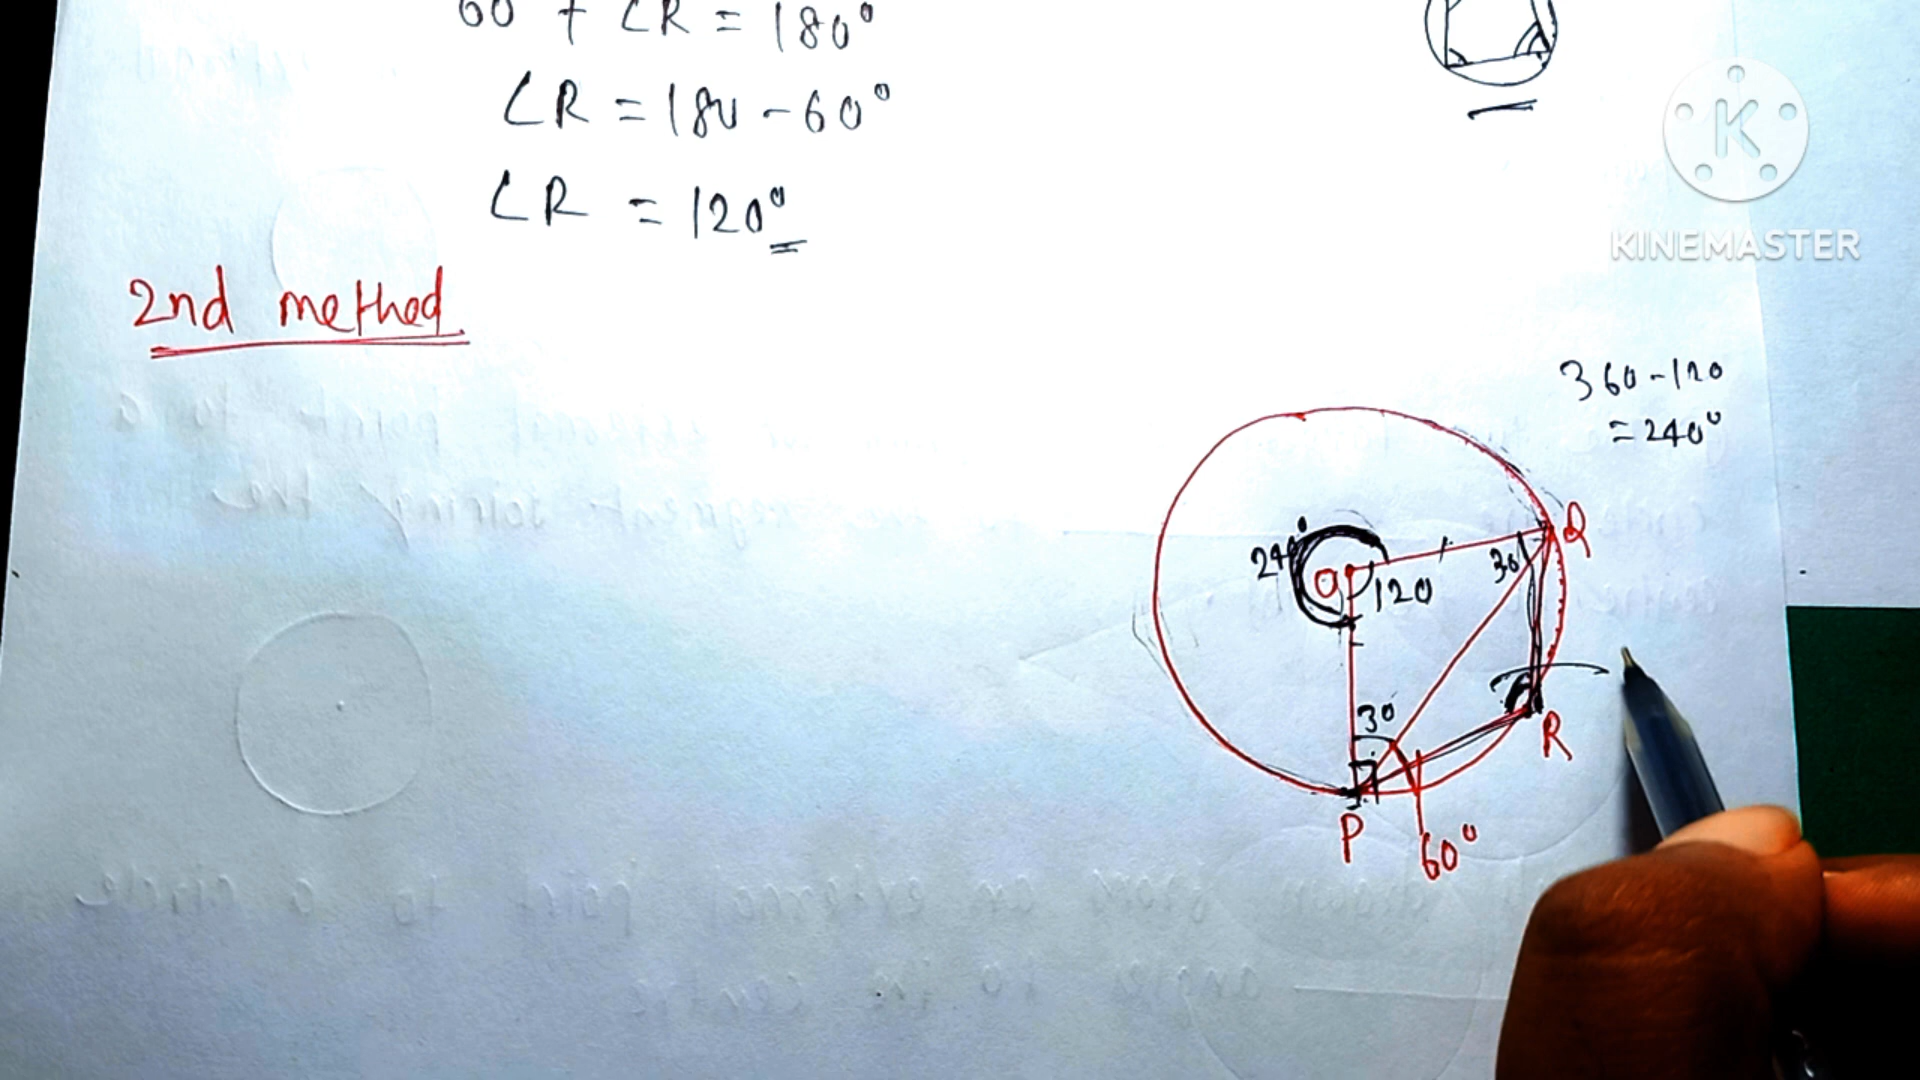 60 + ∠R = 180°
∠R = 180 - 60°
∠R = 120°
2nd method
KINEMASTER
360-120
= 240°
Q
240°
O
120
30
30
R
P
60°